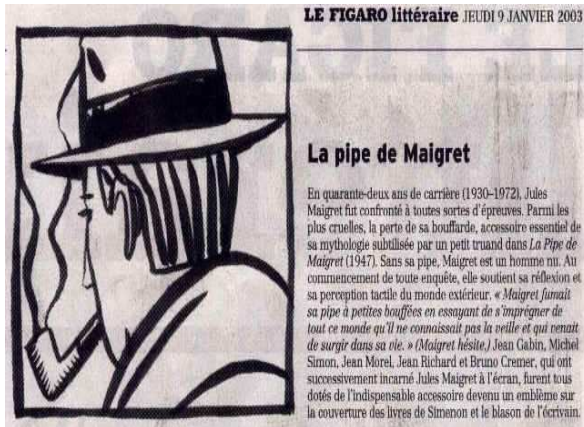 LE FIGARO littéraire JEUDI 9 JANVIER 2003
La pipe de Maigret
En quarante-deux ans de carrière (1930–1972), Jules
Maigret fut confronté à toutes sortes d'épreuves. Parmi les
plus cruelles, la perte de sa bouffarde, accessoire essentiel de
sa mythologie subtilisée par un petit truand dans La Pipe de
Maigret (1947). Sans sa pipe, Maigret est un homme nu. Au
commencement de toute enquête, elle soutient sa réflexion et
sa perception tactile du monde extérieur. « Maigret fumait
sa pipe à petites bouffées en essayant de s'imprégner de
tout ce monde qu'il ne connaissait pas la veille et qui venait
de surgir dans sa vie. » (Maigret hésite.) Jean Gabin, Michel
Simon, Jean Morel, Jean Richard et Bruno Cremer, qui ont
successivement incarné Jules Maigret à l'écran, furent tous
dotés de l'indispensable accessoire devenu un emblème sur
la couverture des livres de Simenon et le blason de l'écrivain.